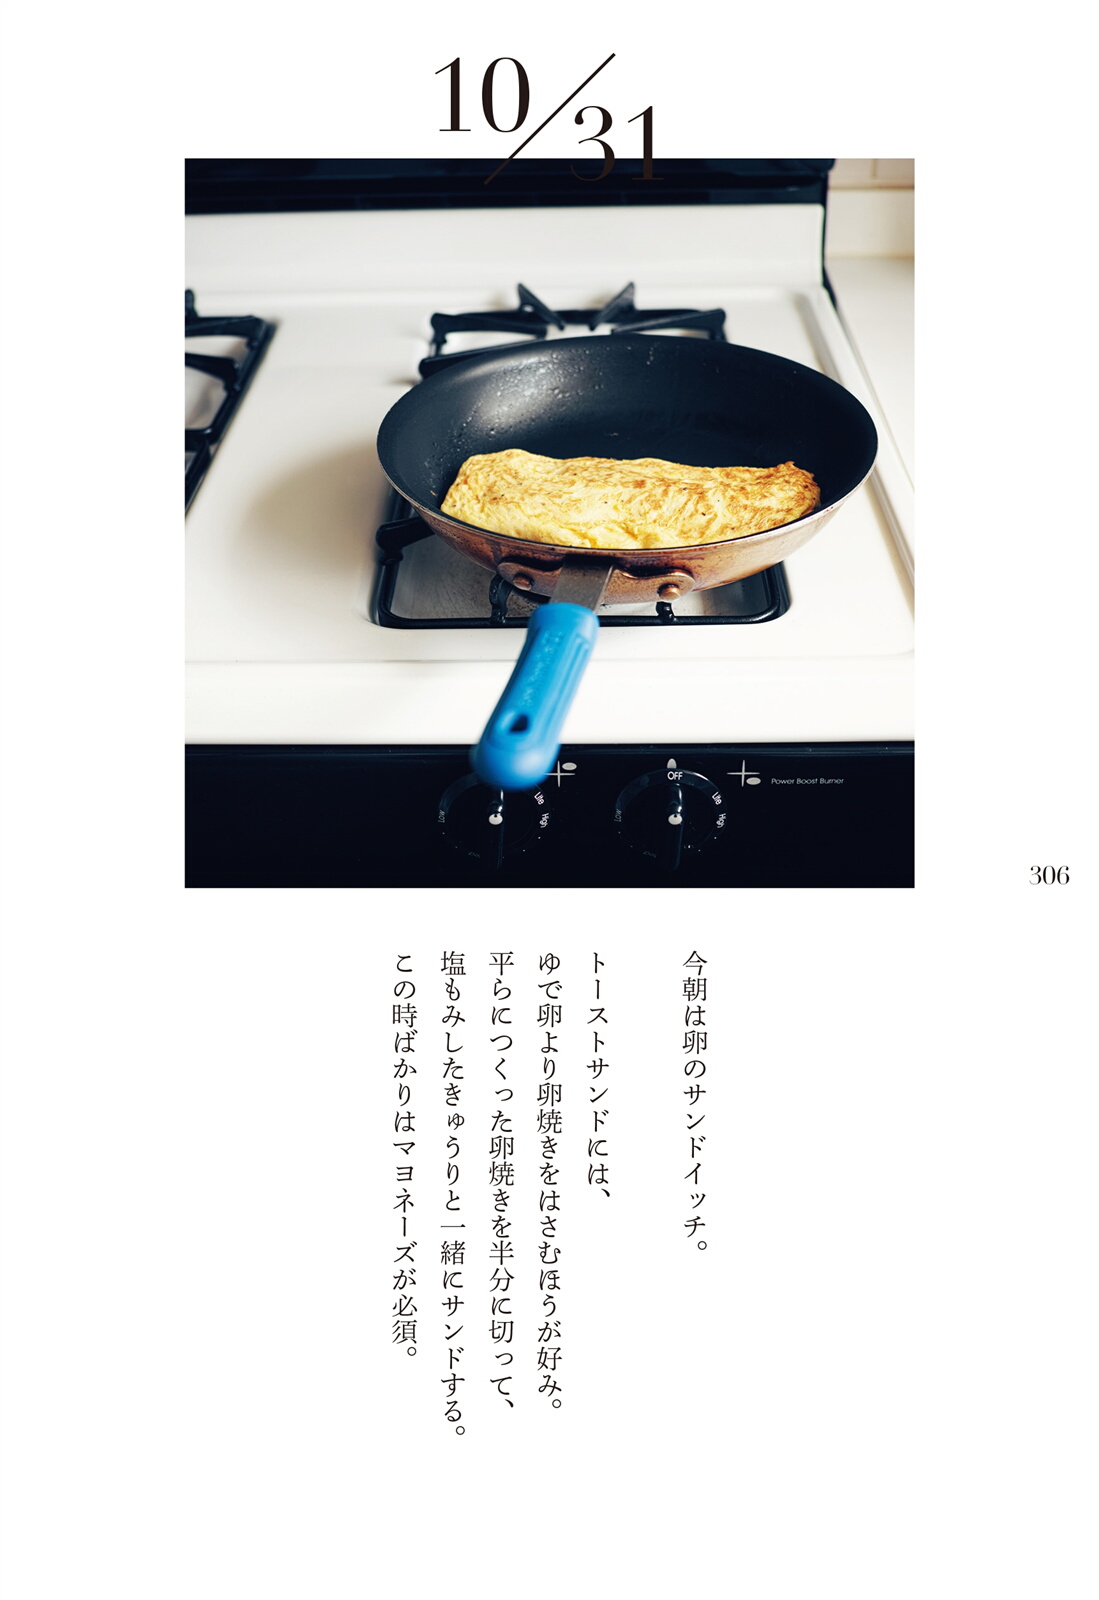 10/31
OFF
Lite
High
LOW
Lite
High
LOW
Power Boost Burner
306
今朝は卵のサンドイッチ。
トーストサンドには、
ゆで卵より卵焼きをはさむほうが好み。
平らにつくった卵焼きを半分に切って、
塩もみしたきゅうりと一緒にサンドする。
この時ばかりはマヨネーズが必須。